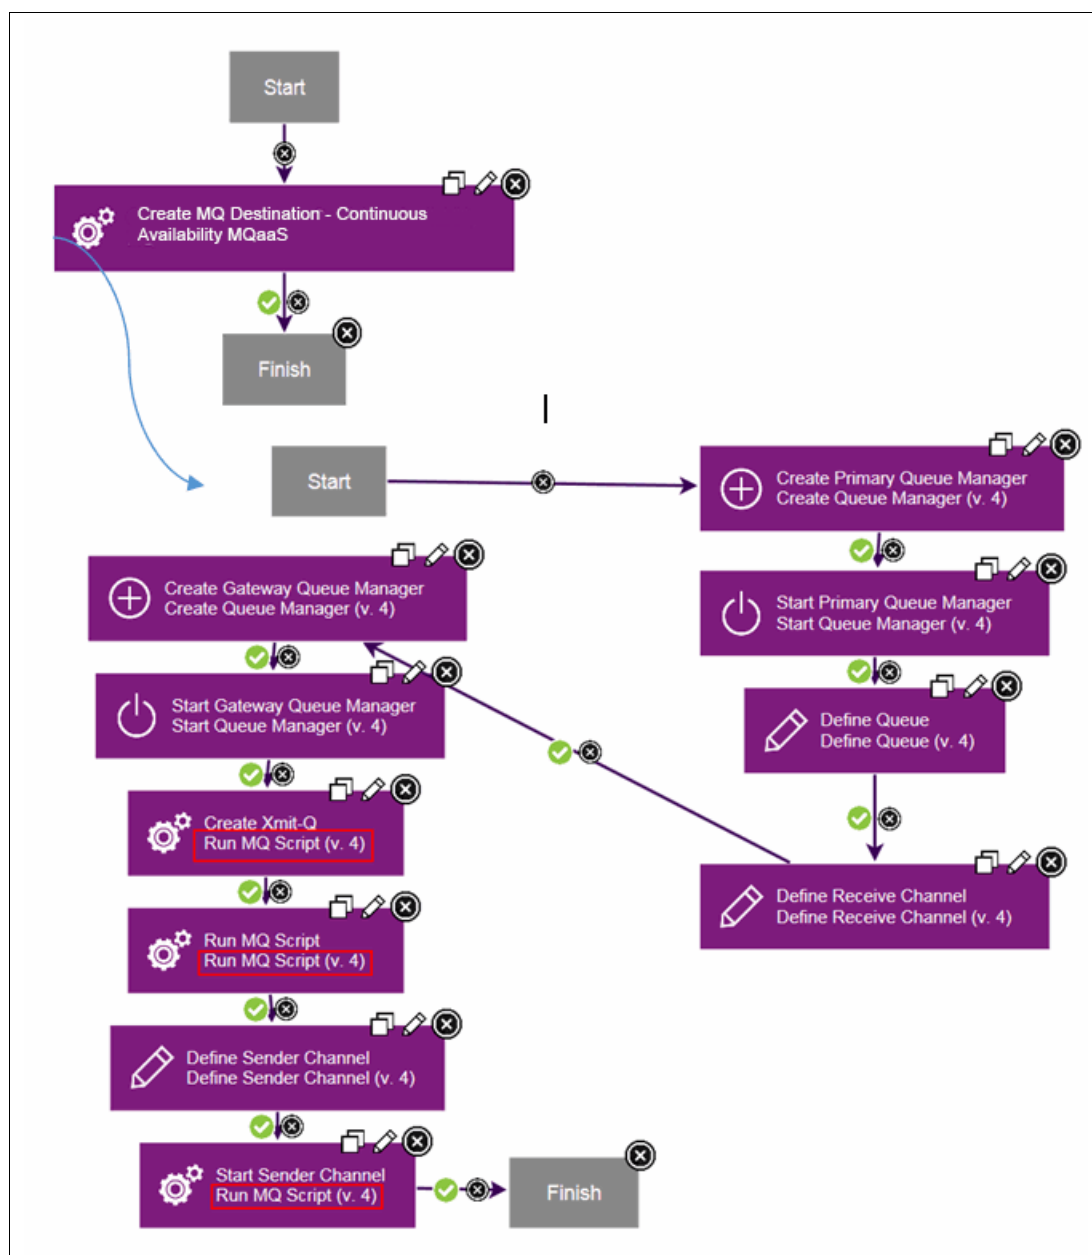 Start
Create MQ Destination - Continuous
Availability MQaaS
Finish
Start
Create Primary Queue Manager
Create Queue Manager (v. 4)
Start Primary Queue Manager
Start Queue Manager (v. 4)
Define Queue
Define Queue (v. 4)
Define Receive Channel
Define Receive Channel (v. 4)
Create Gateway Queue Manager
Create Queue Manager (v. 4)
Start Gateway Queue Manager
Start Queue Manager (v. 4)
Create Xmit-Q
Run MQ Script (v. 4)
Run MQ Script
Run MQ Script (v. 4)
Define Sender Channel
Define Sender Channel (v. 4)
Start Sender Channel
Run MQ Script (v. 4)
Finish